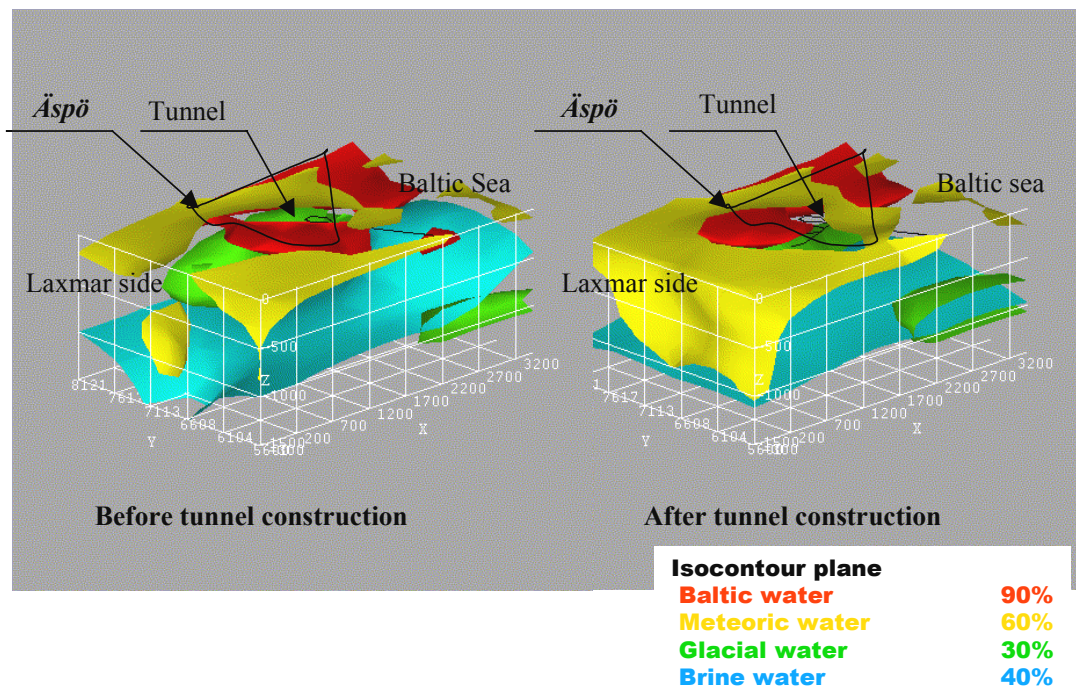 Äspö
Tunnel
Baltic Sea
Laxmar side
0
-500
Z
-1000
-1500
8121
7113
6608
6104
Y
200
700
1200
1700
2200
2700
3200
X
Before tunnel construction
Äspö
Tunnel
Baltic sea
Laxmar side
0
-500
Z
-1000
-1500
7617
7113
6608
6104
Y
200
700
1200
1700
2200
2700
3200
X
After tunnel construction
Isocontour plane
Baltic water 90%
Meteoric water 60%
Glacial water 30%
Brine water 40%